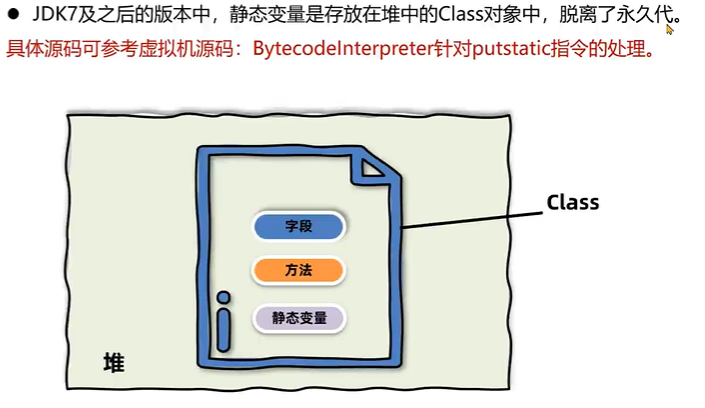 ● JDK7及之后的版本中，静态变量是存放在堆中的Class对象中，脱离了永久代。
具体源码可参考虚拟机源码：BytecodeInterpreter针对putstatic指令的处理。
Class
字段
方法
静态变量
堆